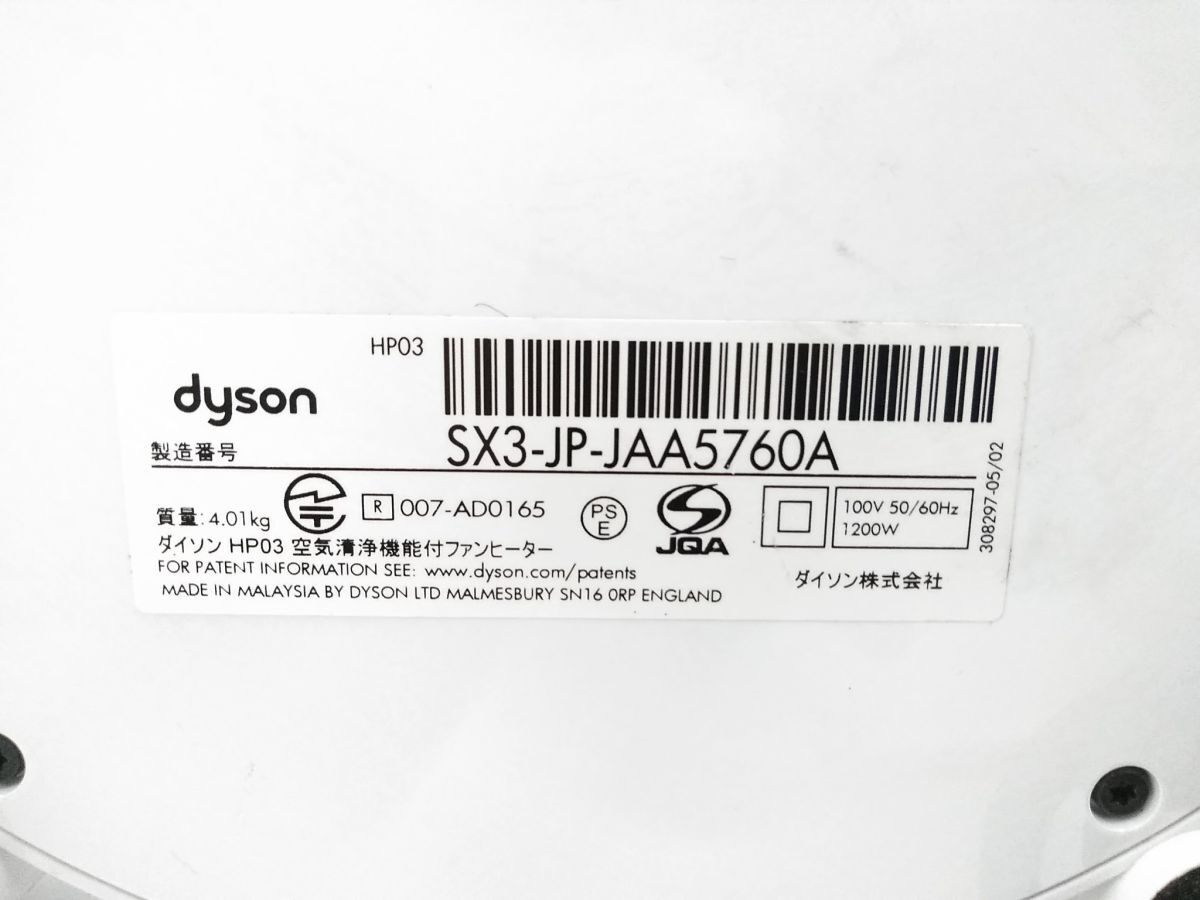 HP03
dyson
製造番号 SX3-JP-JAA5760A
質量: 4.01kg R 007-AD0165 PS E JQA 100V 50/60Hz
1200W
308297-05/02
ダイソン HP03 空気清浄機能付ファンヒーター
FOR PATENT INFORMATION SEE: www.dyson.com/patents
ダイソン株式会社
MADE IN MALAYSIA BY DYSON LTD MALMESBURY SN16 0RP ENGLAND